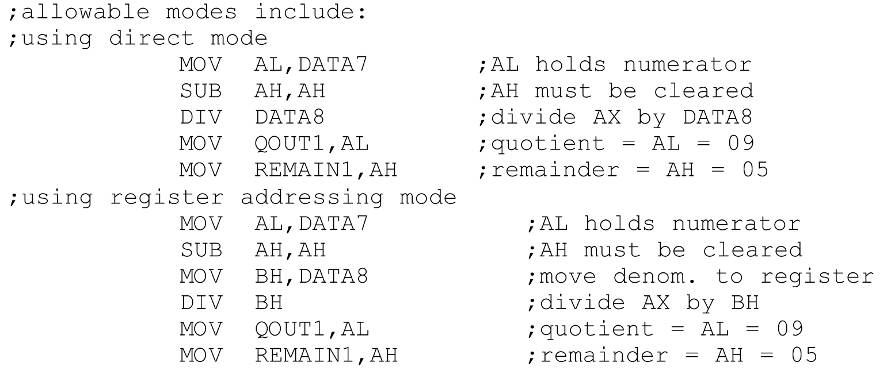 ;allowable modes include:
;using direct mode
MOV AL,DATA7 ;AL holds numerator
SUB AH,AH ;AH must be cleared
DIV DATA8 ;divide AX by DATA8
MOV QOUT1,AL ;quotient = AL = 09
MOV REMAIN1,AH ;remainder = AH = 05
;using register addressing mode
MOV AL,DATA7 ;AL holds numerator
SUB AH,AH ;AH must be cleared
MOV BH,DATA8 ;move denom. to register
DIV BH ;divide AX by BH
MOV QOUT1,AL ;quotient = AL = 09
MOV REMAIN1,AH ;remainder = AH = 05